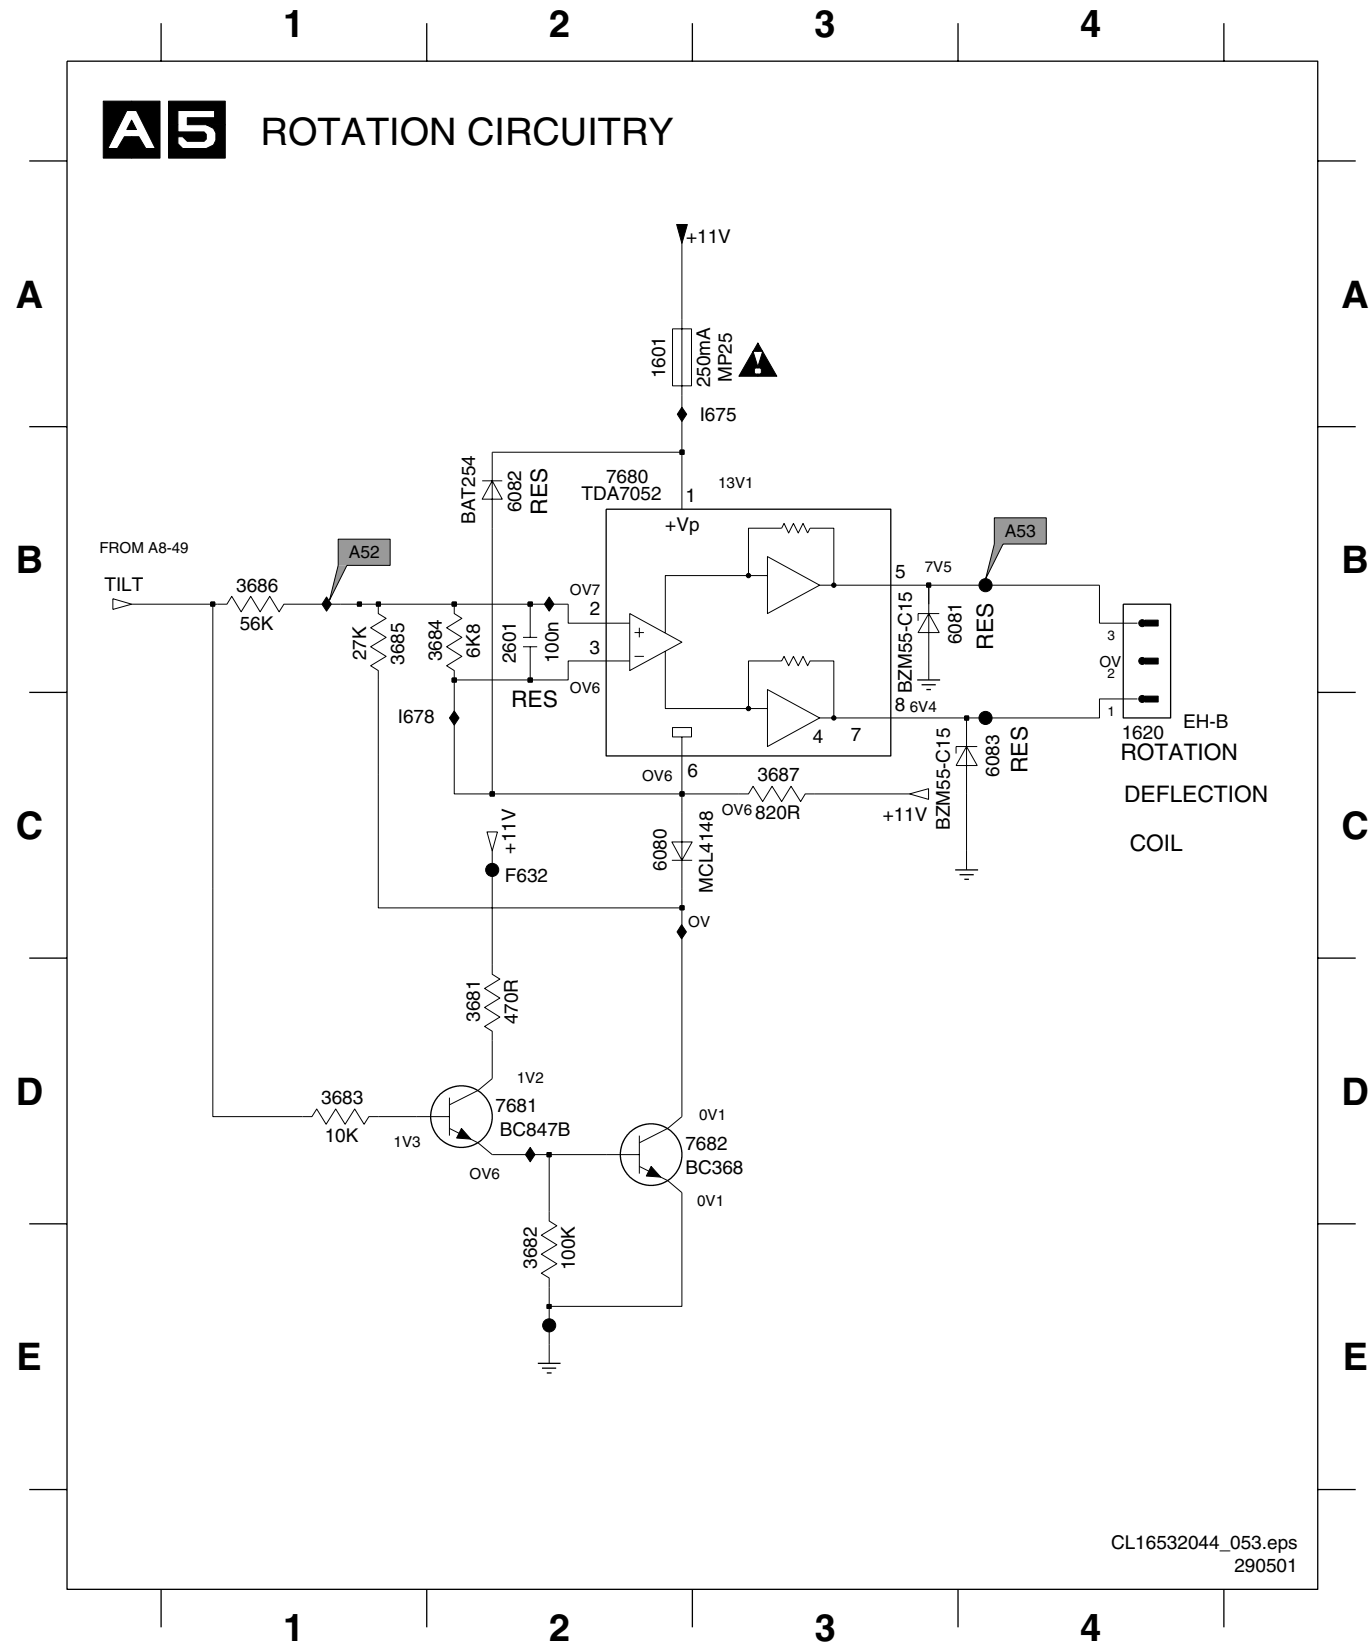 1 2 3 4
A5 ROTATION CIRCUITRY
+11V
A A
1601
250mA
MP25
I675
BAT254
6082
RES
7680
TDA7052
1
13V1
+Vp
FROM A8-49
TILT
B B
3686
56K
A52
27K
3685
3684
6K8
2601
100n
RES
OV7
2
3
OV6
+
−
5
7V5
A53
BZM55-C15
6081
RES
3
OV
2
1
I678
8 6V4
4 7
1620
EH-B
ROTATION
DEFLECTION
COIL
OV6
6
3687
OV6 820R
+11V
BZM55-C15
6083
RES
C C
+11V
F632
6080
MCL4148
OV
3681
470R
D D
3683
10K
1V3
1V2
7681
BC847B
OV6
0V1
7682
BC368
0V1
3682
100K
E E
CL16532044_053.eps
290501
1 2 3 4